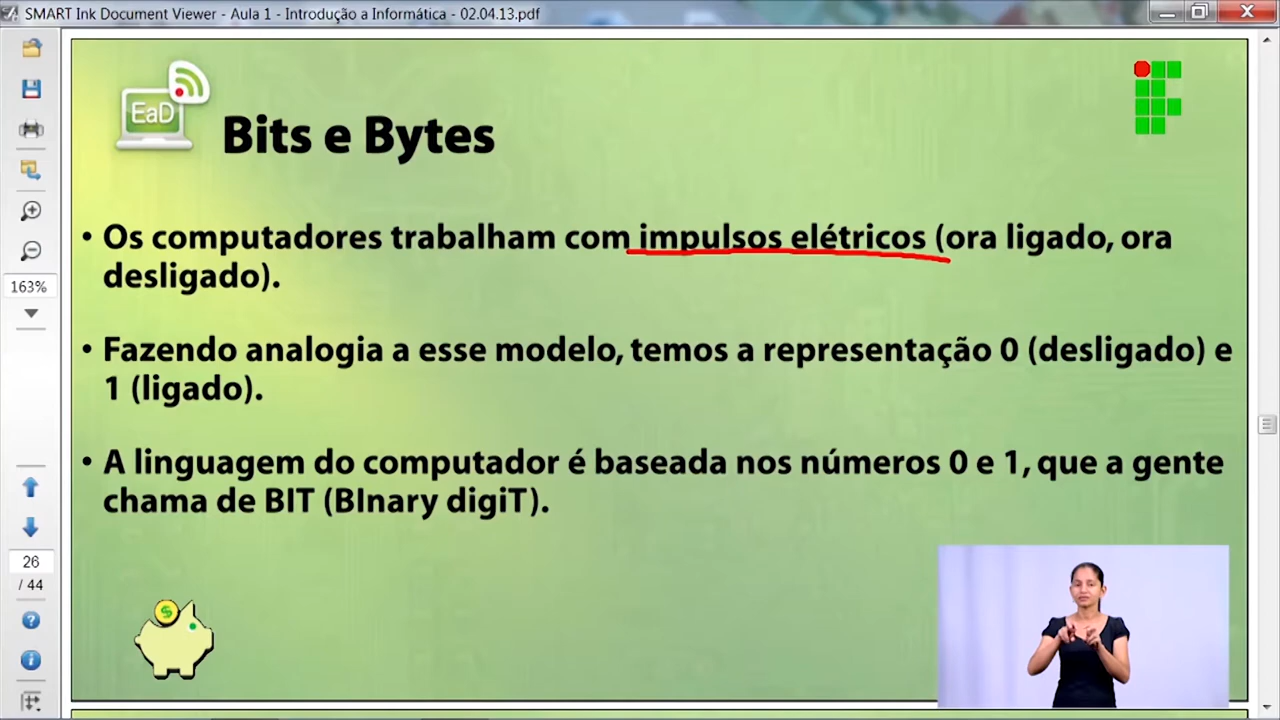 SMART Ink Document Viewer - Aula 1 - Introdução a Informática - 02.04.13.pdf
EaD
Bits e Bytes
• Os computadores trabalham com impulsos elétricos (ora ligado, ora
desligado).
• Fazendo analogia a esse modelo, temos a representação 0 (desligado) e
1 (ligado).
• A linguagem do computador é baseada nos números 0 e 1, que a gente
chama de BIT (BInary digiT).
163%
26
/ 44
$